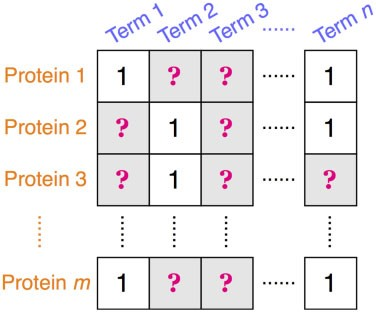 Term 1 Term 2 Term 3 ...... Term n
Protein 1 1 ? ? ...... 1
Protein 2 ? 1 ? ...... 1
Protein 3 ? 1 ? ...... ?
Protein m 1 ? ? ...... 1